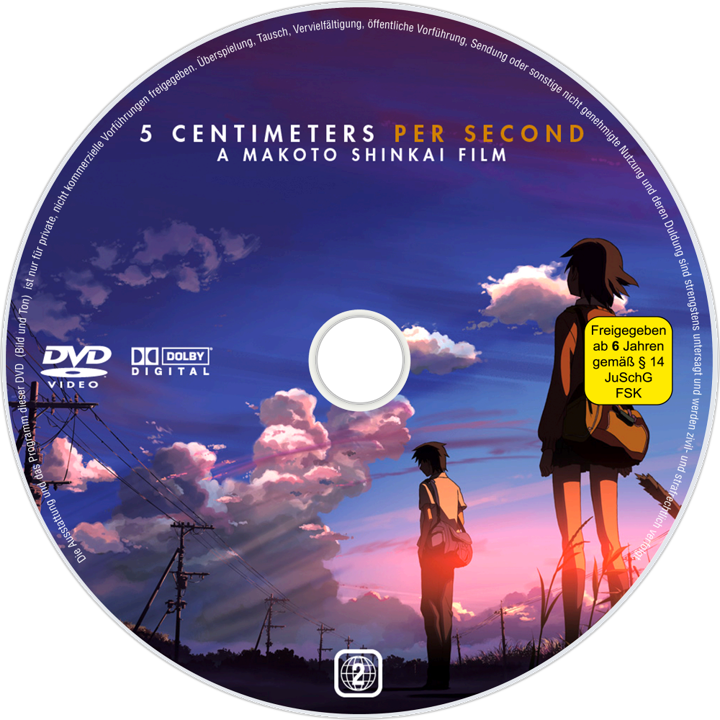 Die Ausstattung und das Programm dieser DVD (Bild und Ton) ist nur für private, nicht kommerzielle Vorführungen freigegeben. Überspielung, Tausch, Vervielfältigung, öffentliche Vorführung, Sendung oder sonstige nicht genehmigte Nutzung und deren Duldung sind strengstens untersagt und werden zivil- und strafrechtlich verfolgt.
5 CENTIMETERS PER SECOND
A MAKOTO SHINKAI FILM
DVD
VIDEO
DOLBY
DIGITAL
Freigegeben
ab 6 Jahren
gemäß § 14
JuSchG
FSK
2